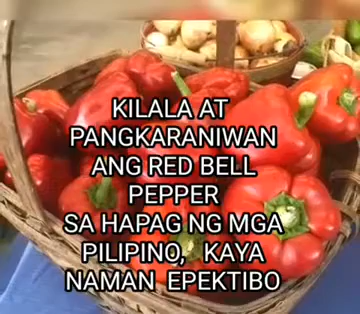 KILALA AT
PANGKARANIWAN
ANG RED BELL
PEPPER
SA HAPAG NG MGA
PILIPINO, KAYA
NAMAN EPEKTIBO